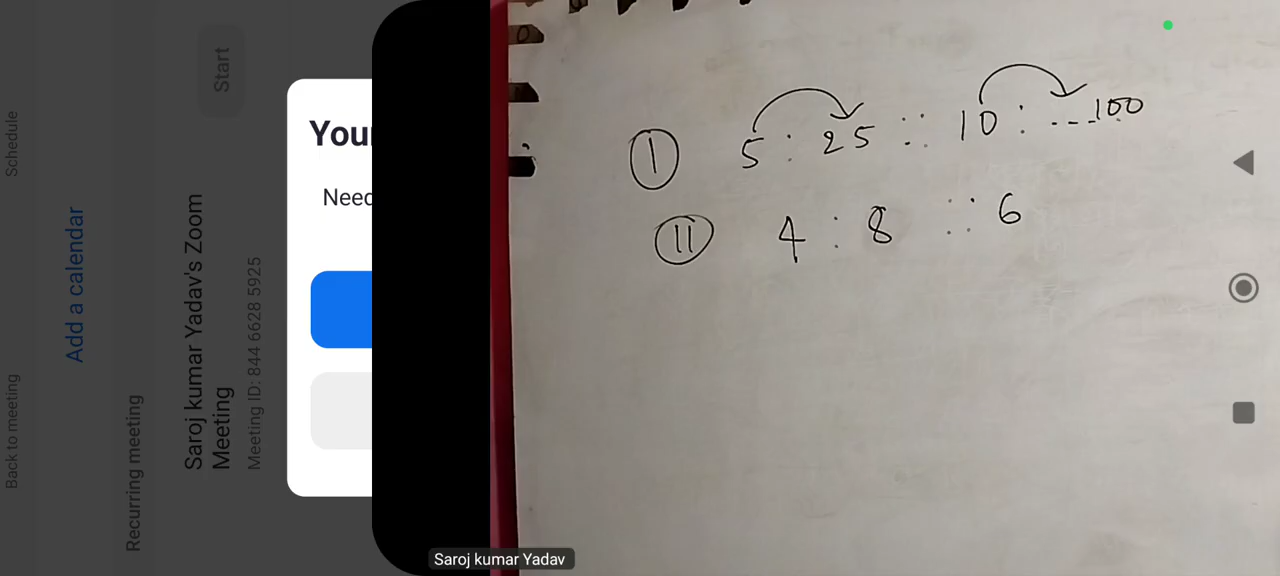 Back to meeting
Schedule
Add a calendar
Recurring meeting
Saroj kumar Yadav's Zoom
Meeting
Meeting ID: 844 6628 5925
Start
Your
Need
① 5 : 25 :: 10 : ...100
② 4 : 8 :: 6
Saroj kumar Yadav